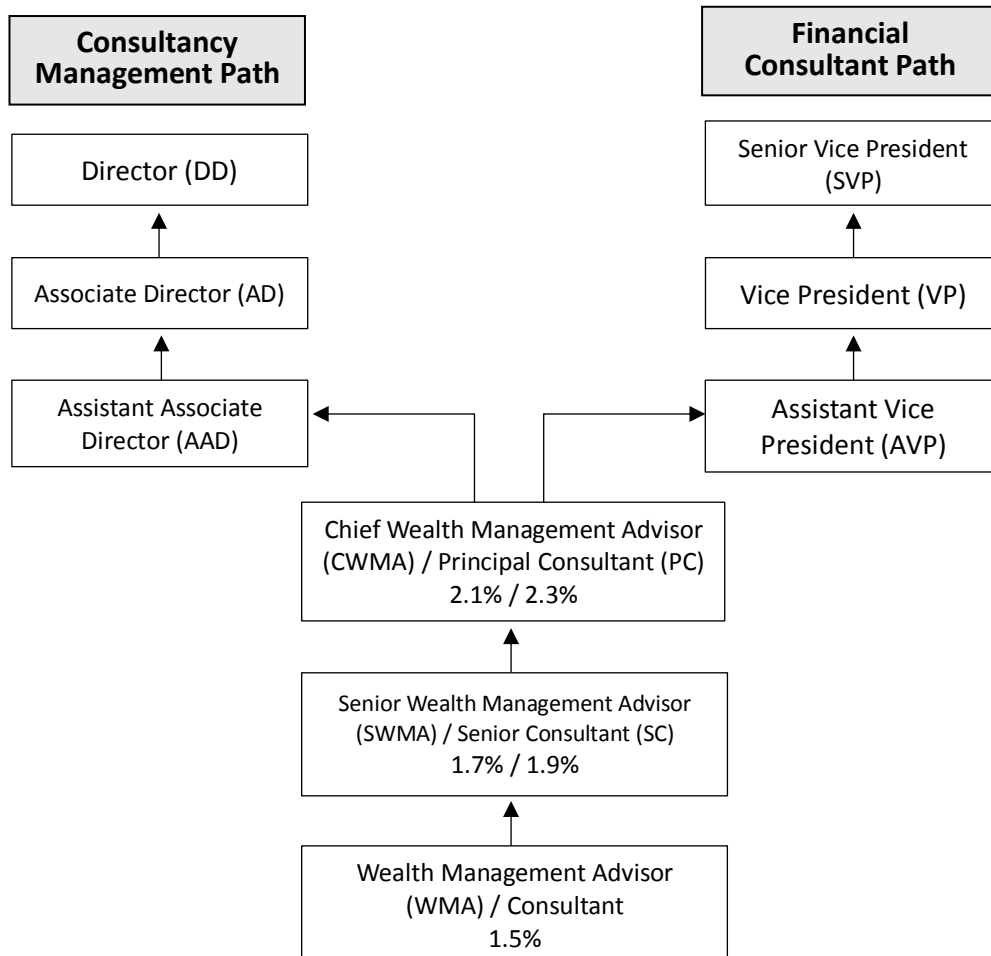 Consultancy
Management Path
Financial
Consultant Path
Director (DD)
Senior Vice President
(SVP)
Associate Director (AD)
Vice President (VP)
Assistant Associate
Director (AAD)
Assistant Vice
President (AVP)
Chief Wealth Management Advisor
(CWMA) / Principal Consultant (PC)
2.1% / 2.3%
Senior Wealth Management Advisor
(SWMA) / Senior Consultant (SC)
1.7% / 1.9%
Wealth Management Advisor
(WMA) / Consultant
1.5%